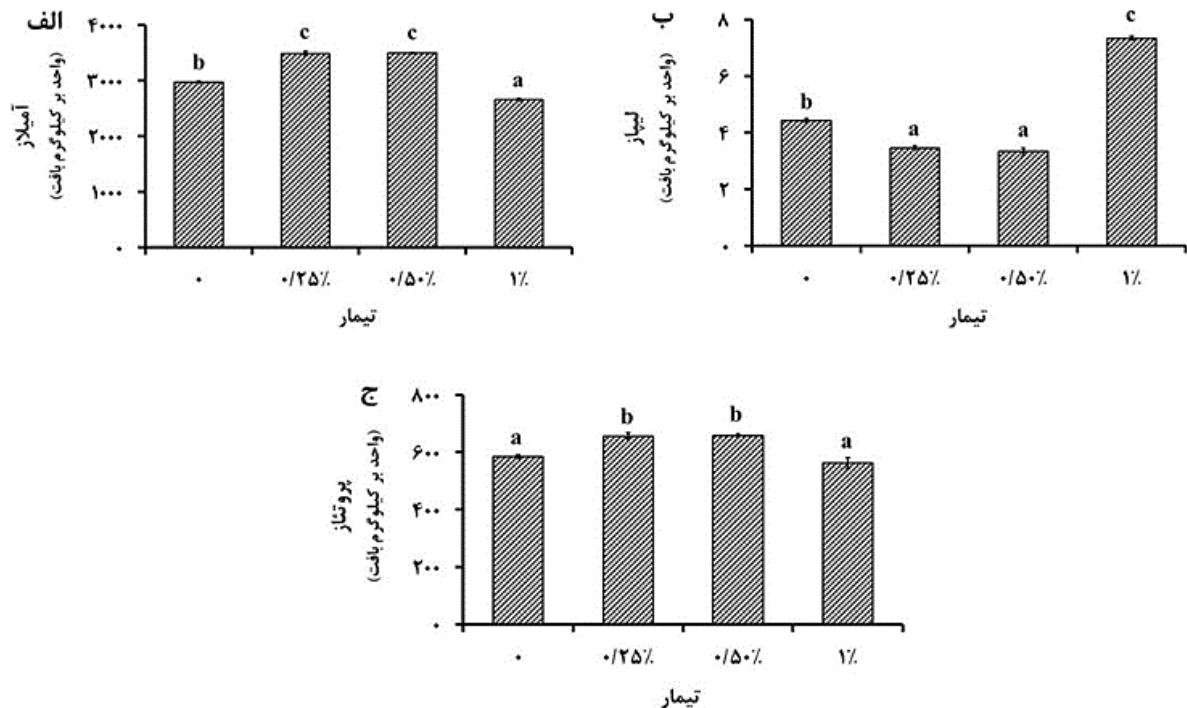 الف
آمیلاز
(واحد بر کیلوگرم بافت)
۴۰۰۰
۳۰۰۰
۲۰۰۰
۱۰۰۰
۰
b
c
c
a
۰
۰/۲۵٪
۰/۵۰٪
۱٪
تیمار
ب
لیپاز
(واحد بر کیلوگرم بافت)
۸
۶
۴
۲
۰
b
a
a
c
۰
۰/۲۵٪
۰/۵۰٪
۱٪
تیمار
ج
پروتئاز
(واحد بر کیلوگرم بافت)
۸۰۰
۶۰۰
۴۰۰
۲۰۰
۰
a
b
b
a
۰
۰/۲۵٪
۰/۵۰٪
۱٪
تیمار